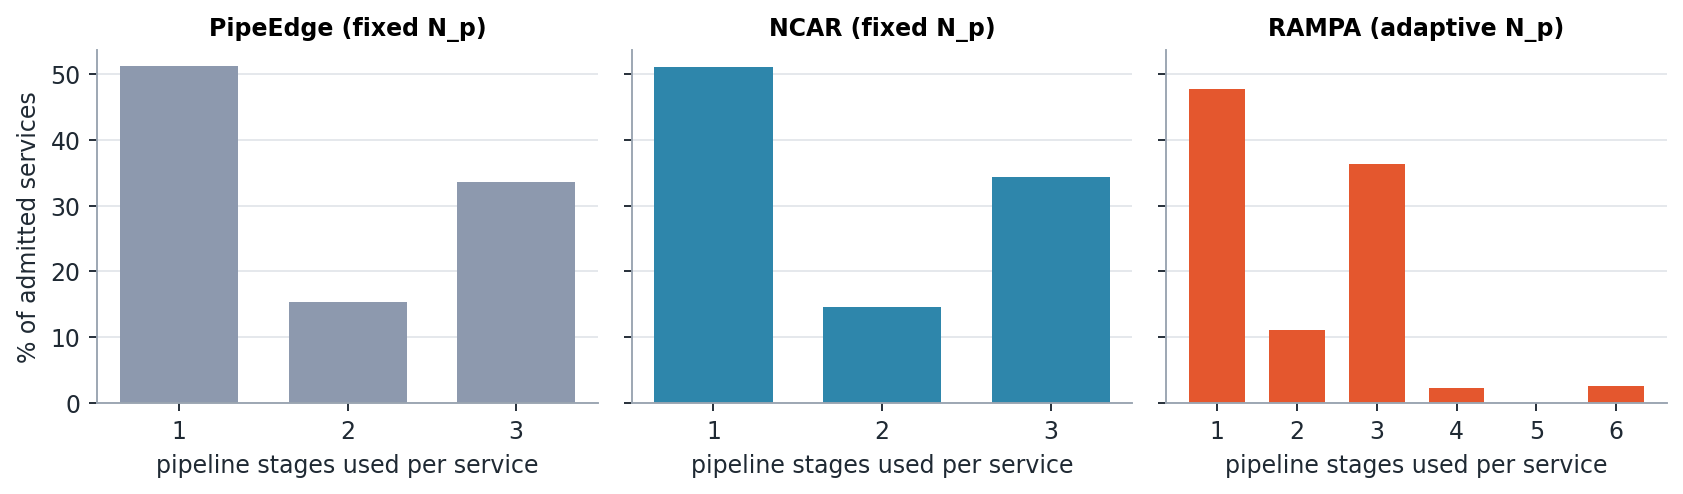 PipeEdge (fixed N_p)
NCAR (fixed N_p)
RAMPA (adaptive N_p)
% of admitted services
50
40
30
20
10
0
1 2 3
1 2 3
1 2 3 4 5 6
pipeline stages used per service
pipeline stages used per service
pipeline stages used per service